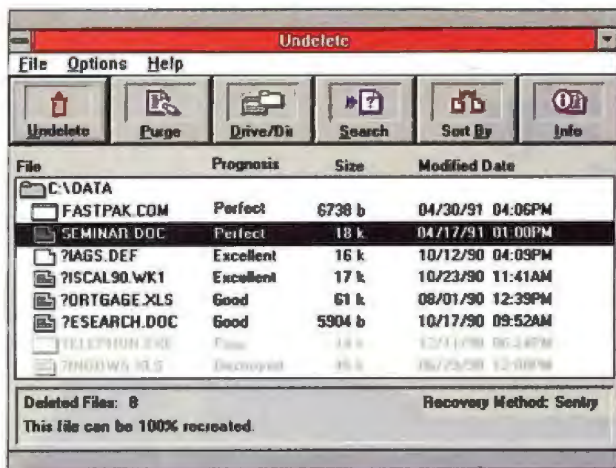 Undelete
File Options Help
Undelete Purge Drive/Dir Search Sort By Info
File Prognosis Size Modified Date
C:\DATA
FASTPAK.COM Perfect 6738 b 04/30/91 04:06PM
SEMINAR.DOC Perfect 18 k 04/17/91 01:00PM
?IAGS.DEF Excellent 16 k 10/12/90 04:09PM
?ISCAL90.WK1 Excellent 17 k 10/23/90 11:41AM
?ORTGAGE.XLS Good 61 k 08/01/90 12:39PM
?ESEARCH.DOC Good 5904 b 10/17/90 09:52AM
Destroyed
Deleted Files: 8 Recovery Method: Sentry
This file can be 100% recreated.